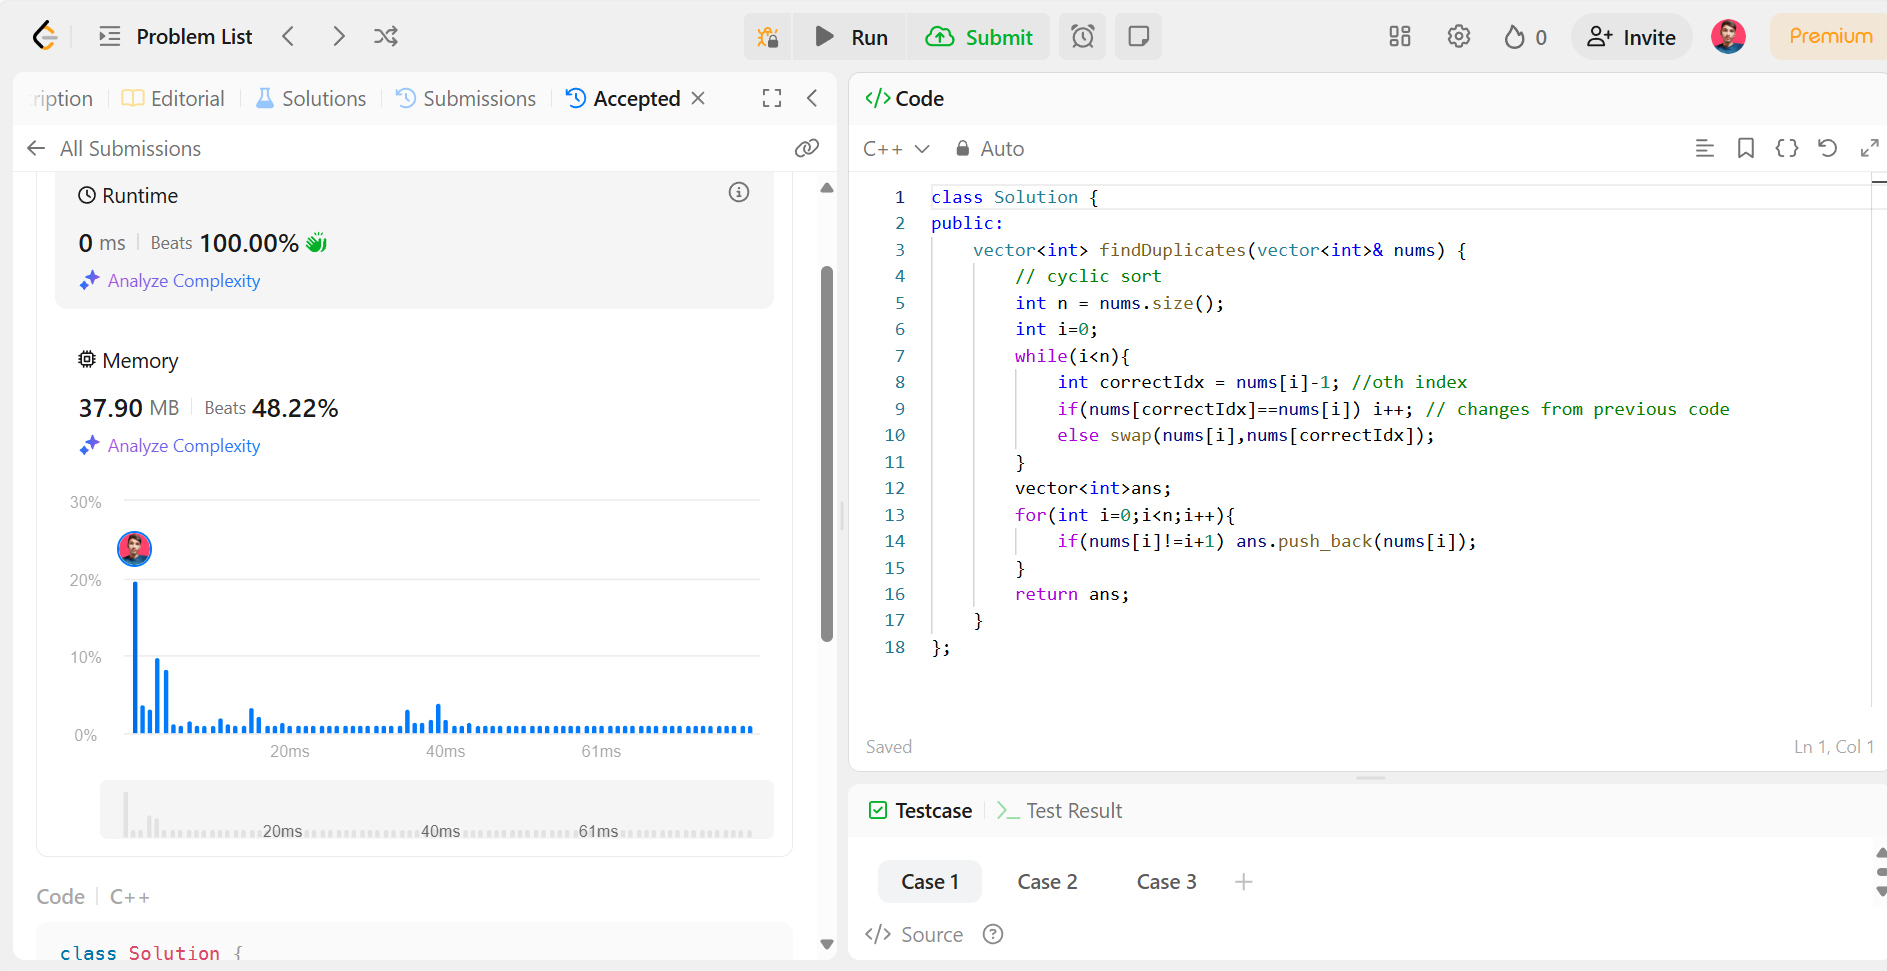 Problem List
Run
Submit
0
Invite
Premium
ription
Editorial
Solutions
Submissions
Accepted
All Submissions
Runtime
0 ms
Beats 100.00%
Analyze Complexity
Memory
37.90 MB
Beats 48.22%
Analyze Complexity
30%
20%
10%
0%
20ms
40ms
61ms
20ms
40ms
61ms
Code
C++
class Solution {
</> Code
C++
Auto
1 class Solution {
2 public:
3 vector<int> findDuplicates(vector<int>& nums) {
4 // cyclic sort
5 int n = nums.size();
6 int i=0;
7 while(i<n){
8 int correctIdx = nums[i]-1; //oth index
9 if(nums[correctIdx]==nums[i]) i++; // changes from previous code
10 else swap(nums[i],nums[correctIdx]);
11 }
12 vector<int>ans;
13 for(int i=0;i<n;i++){
14 if(nums[i]!=i+1) ans.push_back(nums[i]);
15 }
16 return ans;
17 }
18 };
Saved
Ln 1, Col 1
Testcase
Test Result
Case 1
Case 2
Case 3
</> Source